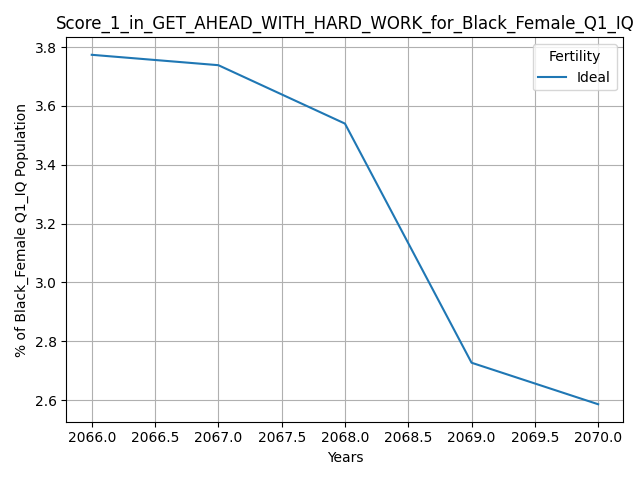 Score_1_in_GET_AHEAD_WITH_HARD_WORK_for_Black_Female_Q1_IQ
Fertility
Ideal
3.8
3.6
3.4
3.2
3.0
2.8
2.6
% of Black_Female Q1_IQ Population
2066.0 2066.5 2067.0 2067.5 2068.0 2068.5 2069.0 2069.5 2070.0
Years